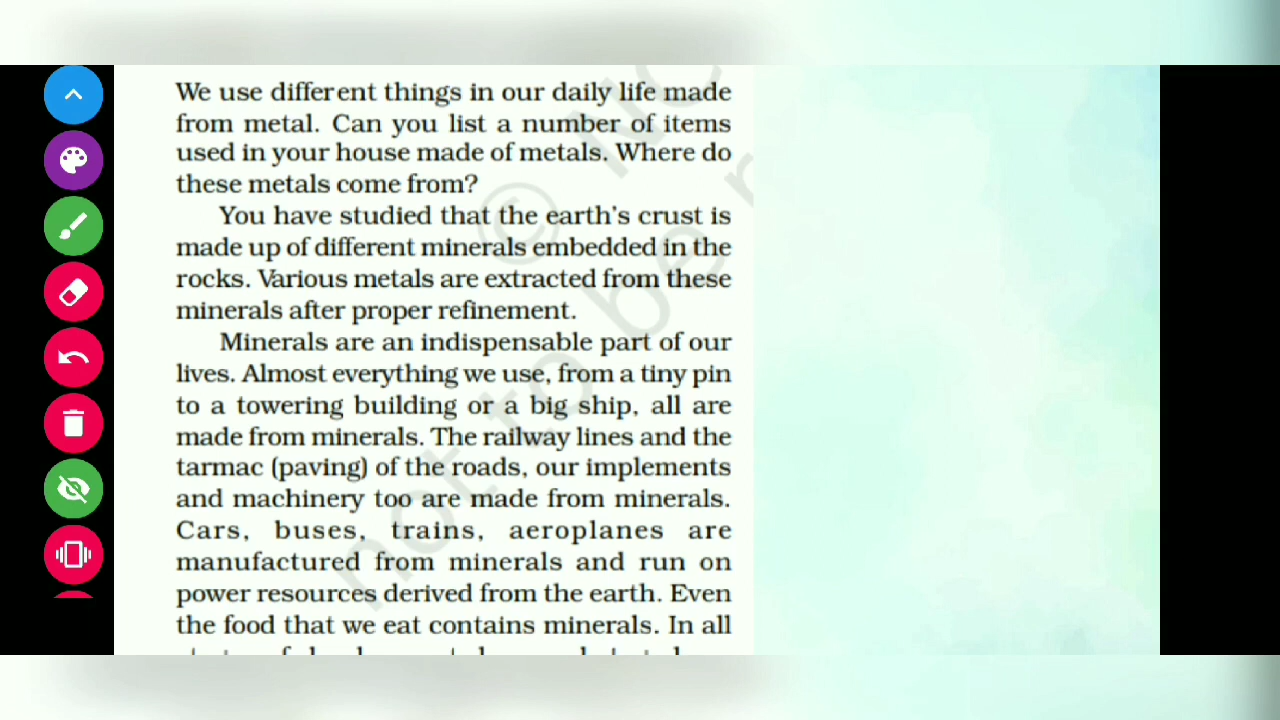 We use different things in our daily life made
from metal. Can you list a number of items
used in your house made of metals. Where do
these metals come from?
You have studied that the earth's crust is
made up of different minerals embedded in the
rocks. Various metals are extracted from these
minerals after proper refinement.
Minerals are an indispensable part of our
lives. Almost everything we use, from a tiny pin
to a towering building or a big ship, all are
made from minerals. The railway lines and the
tarmac (paving) of the roads, our implements
and machinery too are made from minerals.
Cars, buses, trains, aeroplanes are
manufactured from minerals and run on
power resources derived from the earth. Even
the food that we eat contains minerals. In all
© NC
not to be r